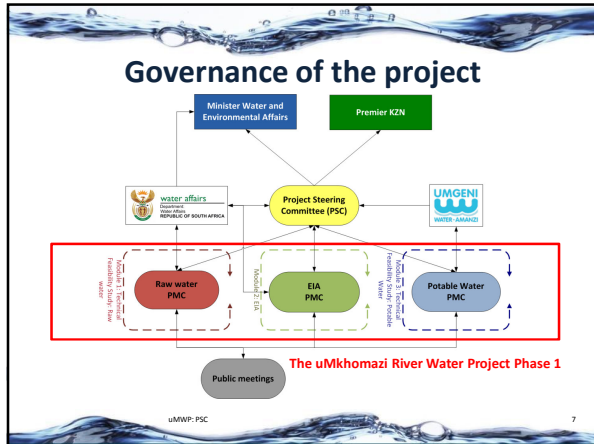 Governance of the project
Minister Water and
Environmental Affairs
Premier KZN
water affairs
Department
Water Affairs
REPUBLIC OF SOUTH AFRICA
Project Steering
Committee (PSC)
UMGENI
WATER•AMANZI
Module 1: Technical
Feasibility Study: Raw
water
Raw water
PMC
Module 2: EIA
EIA
PMC
Module 3: Technical
Feasibility Study: Potable
Water
Potable Water
PMC
The uMkhomazi River Water Project Phase 1
Public meetings
uMWP: PSC
7